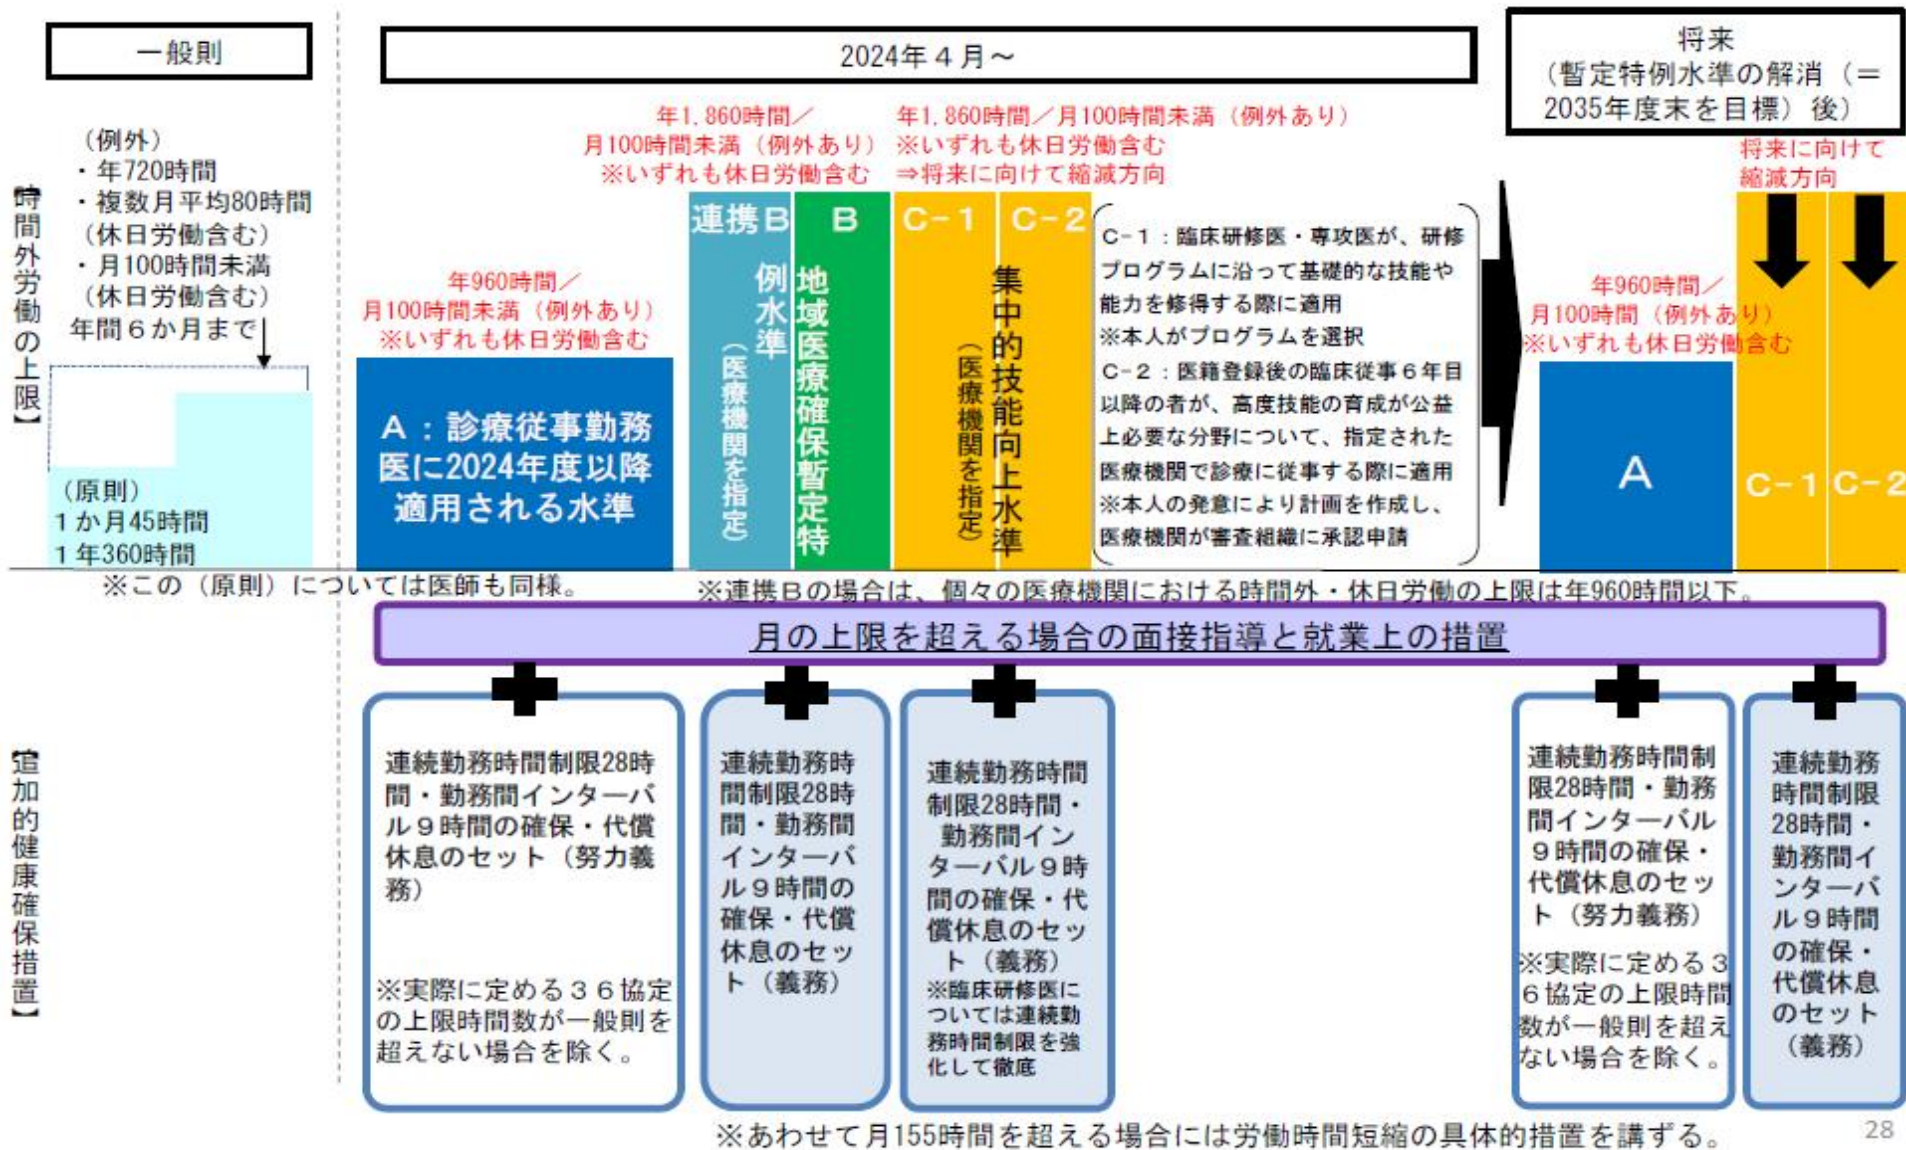 一般則
2024年４月～
将来
（暫定特例水準の解消（＝
2035年度末を目標）後）
【時間外労働の上限】
（例外）
・年720時間
・複数月平均80時間
（休日労働含む）
・月100時間未満
（休日労働含む）
年間６か月まで
（原則）
１か月45時間
１年360時間
※この（原則）については医師も同様。
年960時間／
月100時間未満（例外あり）
※いずれも休日労働含む
Ａ：診療従事勤務
医に2024年度以降
適用される水準
年1,860時間／
月100時間未満（例外あり）
※いずれも休日労働含む
連携Ｂ
Ｂ
地域医療確保暫定特
例水準
（医療機関を指定）
年1,860時間／月100時間未満（例外あり）
※いずれも休日労働含む
⇒将来に向けて縮減方向
Ｃ-１
Ｃ-２
集中的技能向上水準
（医療機関を指定）
Ｃ-１：臨床研修医・専攻医が、研修
プログラムに沿って基礎的な技能や
能力を修得する際に適用
※本人がプログラムを選択
Ｃ-２：医籍登録後の臨床従事６年目
以降の者が、高度技能の育成が公益
上必要な分野について、指定された
医療機関で診療に従事する際に適用
※本人の発意により計画を作成し、
医療機関が審査組織に承認申請
年960時間／
月100時間（例外あり）
※いずれも休日労働含む
Ａ
将来に向けて
縮減方向
Ｃ-１
Ｃ-２
※連携Ｂの場合は、個々の医療機関における時間外・休日労働の上限は年960時間以下。
月の上限を超える場合の面接指導と就業上の措置
【追加的健康確保措置】
連続勤務時間制限28時
間・勤務間インターバ
ル９時間の確保・代償
休息のセット（努力義
務）
※実際に定める３６協定
の上限時間数が一般則を
超えない場合を除く。
連続勤務時
間制限28時
間・勤務間
インターバ
ル９時間の
確保・代償
休息のセッ
ト（義務）
連続勤務時間
制限28時間・
勤務間イン
ターバル９時
間の確保・代
償休息のセッ
ト（義務）
※臨床研修医に
ついては連続勤
務時間制限を強
化して徹底
連続勤務時間制
限28時間・勤務
間インターバル
９時間の確保・
代償休息のセッ
ト（努力義務）
※実際に定める３
６協定の上限時間
数が一般則を超え
ない場合を除く。
連続勤務
時間制限
28時間・
勤務間イ
ンターバ
ル９時間
の確保・
代償休息
のセット
（義務）
※あわせて月155時間を超える場合には労働時間短縮の具体的措置を講ずる。
28